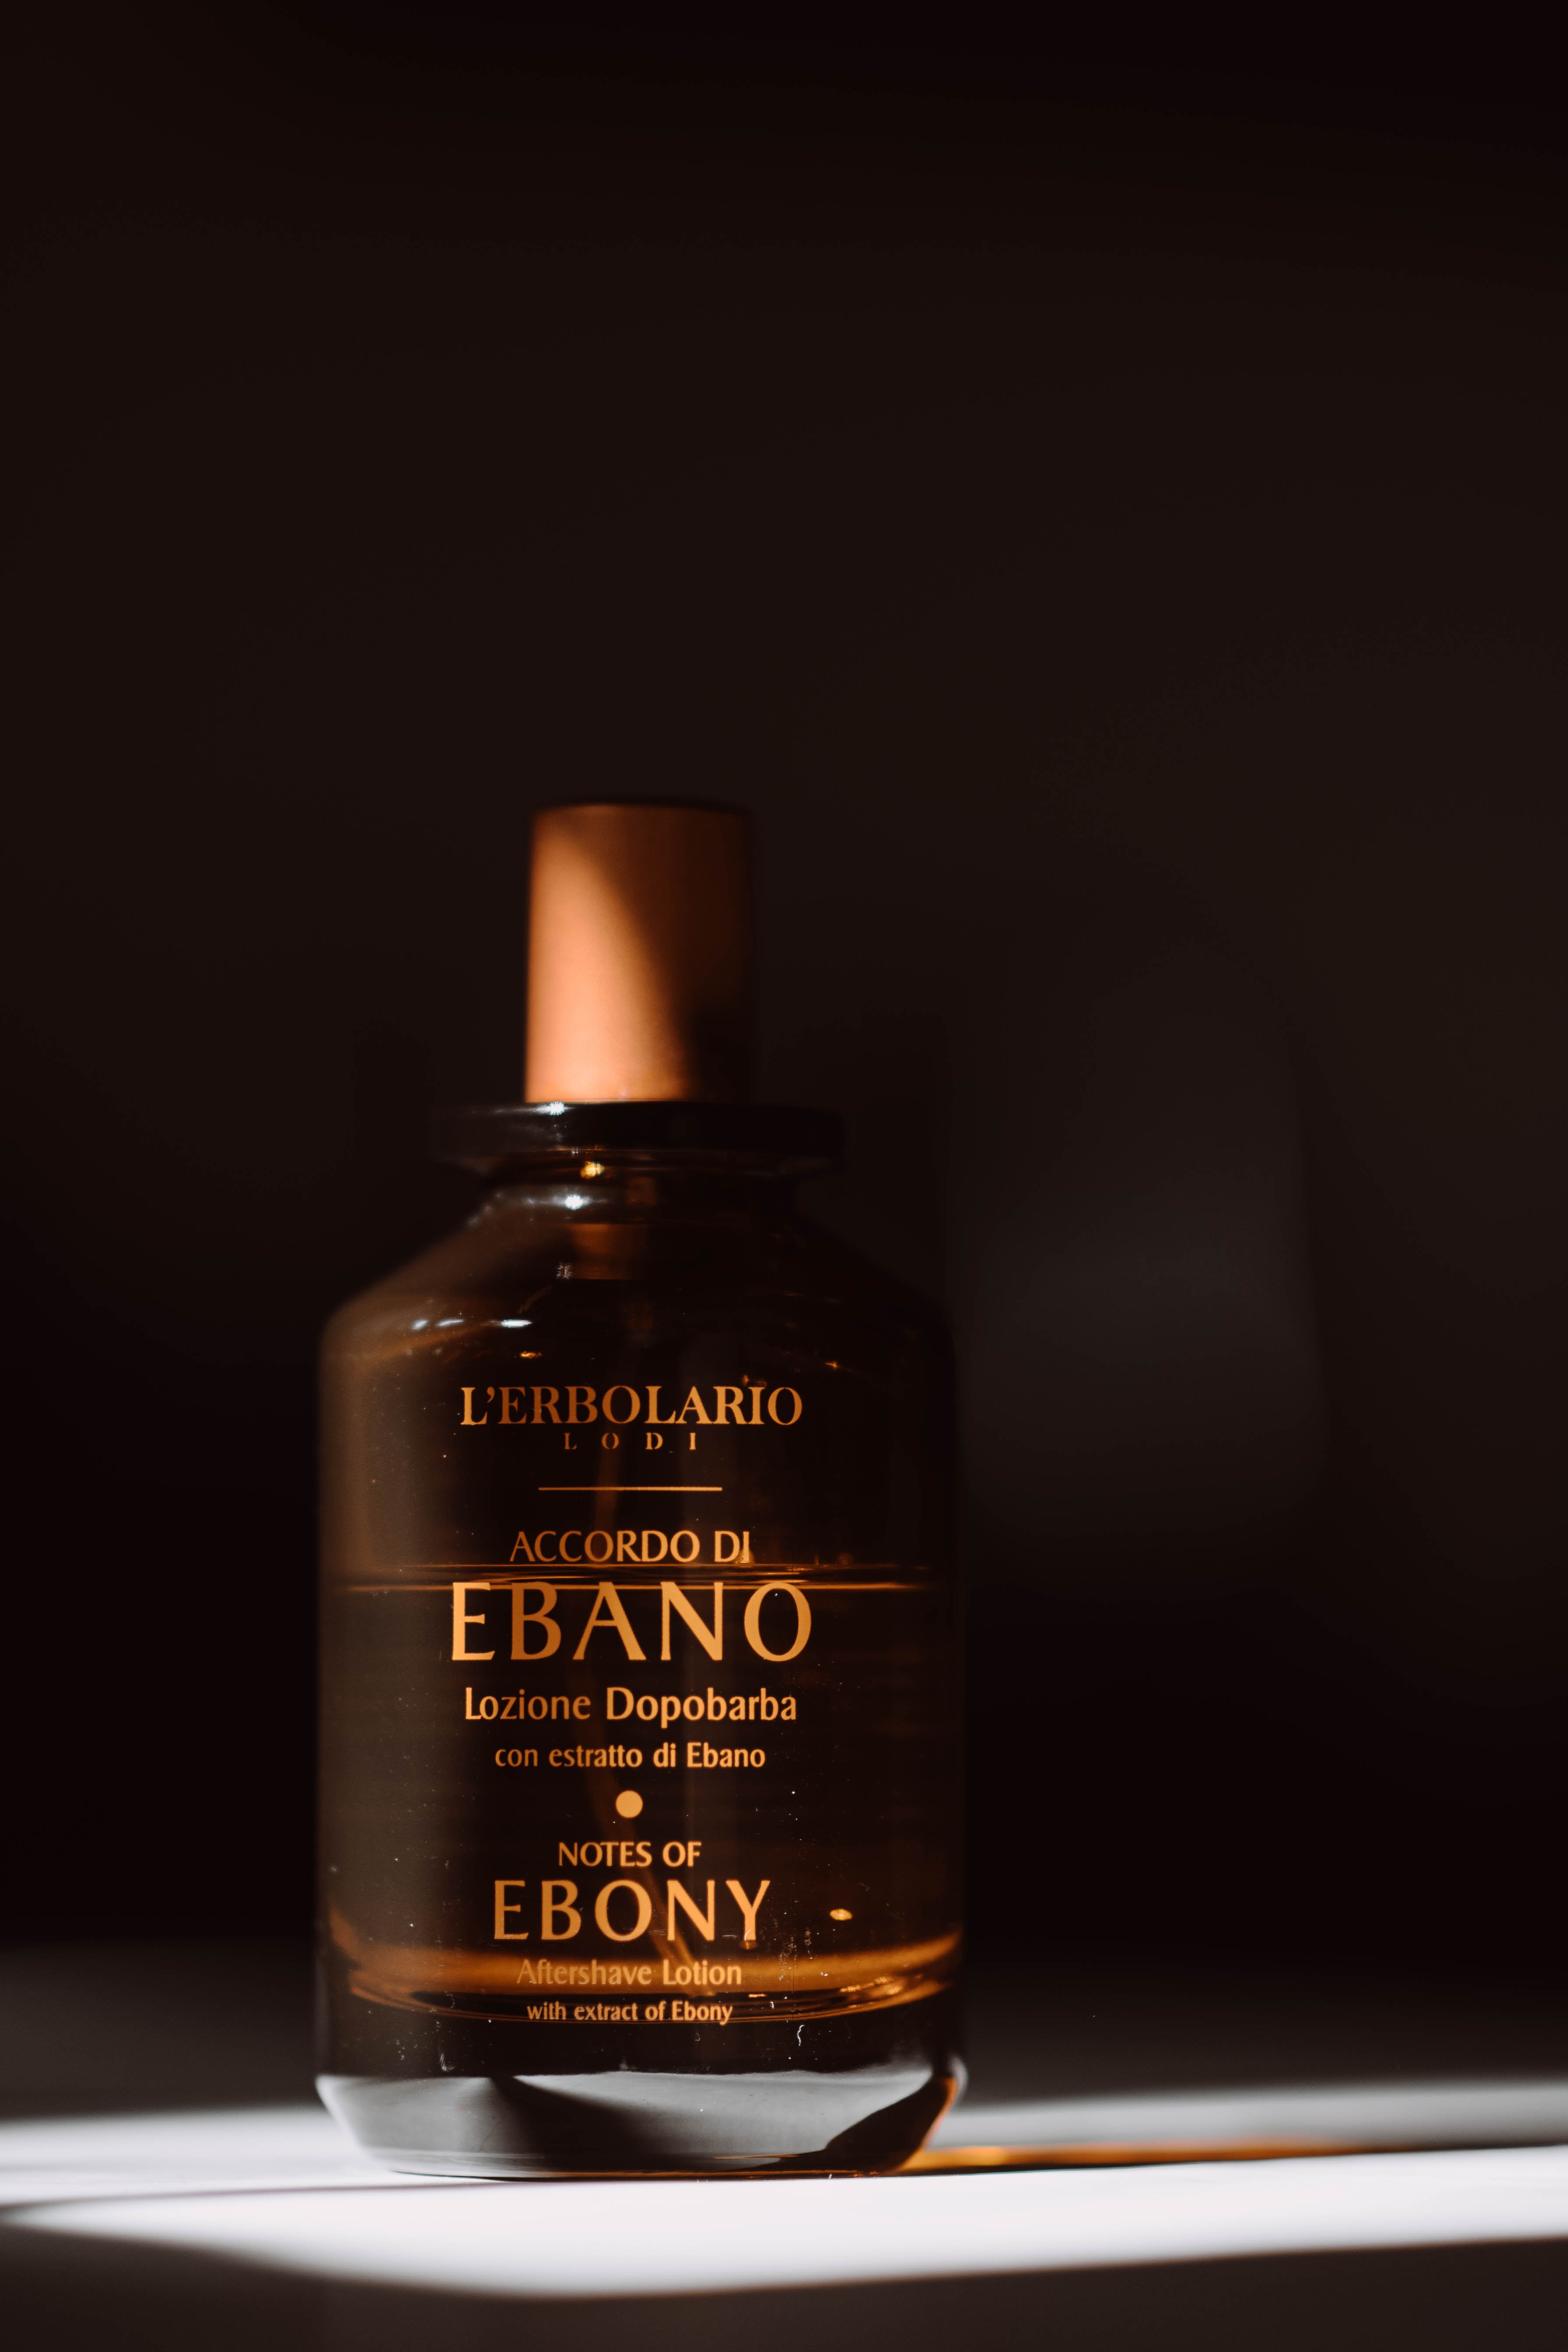 L'ERBOLARIO
LODI
ACCORDO DI
EBANO
Lozione Dopobarba
con estratto di Ebano
NOTES OF
EBONY
Aftershave Lotion
with extract of Ebony